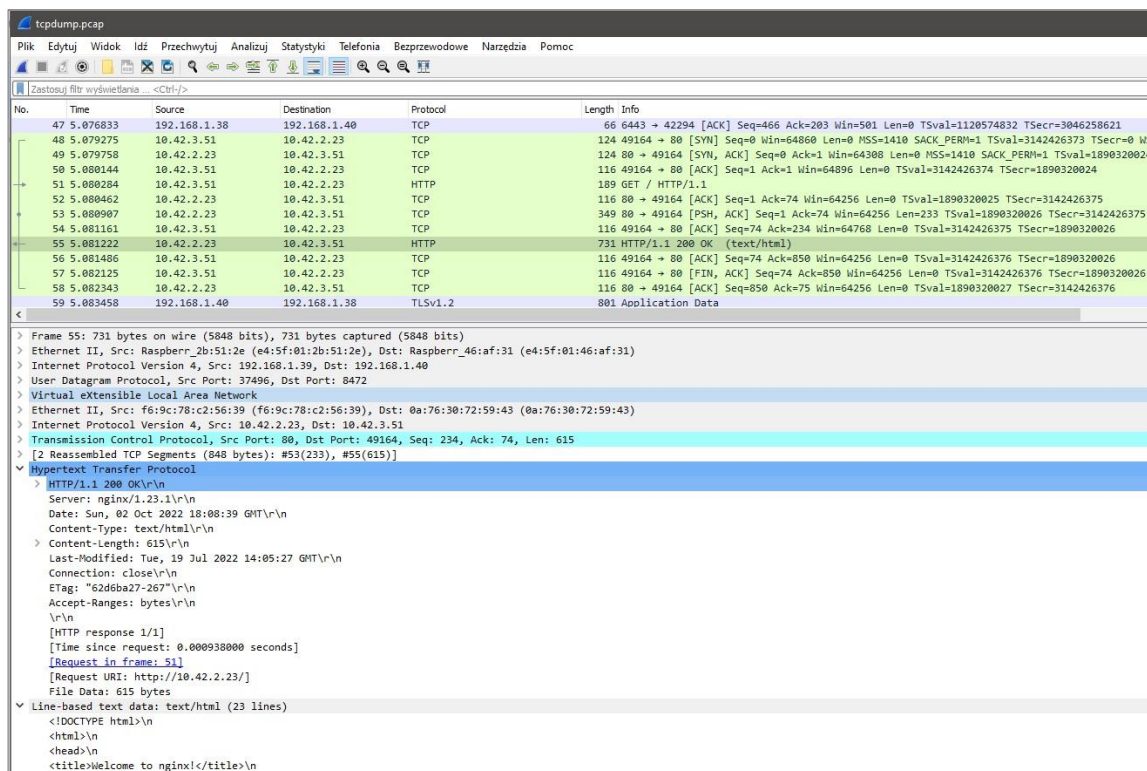 tcpdump.pcap
Plik Edytuj Widok Idź Przechwytuj Analizuj Statystyki Telefonia Bezprzewodowe Narzędzia Pomoc
Zastosuj filtr wyświetlania ... <Ctrl-/>
No. Time Source Destination Protocol Length Info
47 5.076833 192.168.1.38 192.168.1.40 TCP 66 6443 → 42294 [ACK] Seq=466 Ack=203 Win=501 Len=0 TSval=1120574832 TSecr=3046258621
48 5.079275 10.42.3.51 10.42.2.23 TCP 124 49164 → 80 [SYN] Seq=0 Win=64860 Len=0 MSS=1410 SACK_PERM=1 TSval=3142426373 TSecr=0 W
49 5.079758 10.42.2.23 10.42.3.51 TCP 124 80 → 49164 [SYN, ACK] Seq=0 Ack=1 Win=64308 Len=0 MSS=1410 SACK_PERM=1 TSval=1890320024
50 5.080144 10.42.3.51 10.42.2.23 TCP 116 49164 → 80 [ACK] Seq=1 Ack=1 Win=64896 Len=0 TSval=3142426374 TSecr=1890320024
51 5.080284 10.42.3.51 10.42.2.23 HTTP 189 GET / HTTP/1.1
52 5.080462 10.42.2.23 10.42.3.51 TCP 116 80 → 49164 [ACK] Seq=1 Ack=74 Win=64256 Len=0 TSval=1890320025 TSecr=3142426375
53 5.080907 10.42.2.23 10.42.3.51 TCP 349 80 → 49164 [PSH, ACK] Seq=1 Ack=74 Win=64256 Len=233 TSval=1890320026 TSecr=3142426375
54 5.081161 10.42.3.51 10.42.2.23 TCP 116 49164 → 80 [ACK] Seq=74 Ack=234 Win=64768 Len=0 TSval=3142426375 TSecr=1890320026
55 5.081222 10.42.2.23 10.42.3.51 HTTP 731 HTTP/1.1 200 OK (text/html)
56 5.081486 10.42.3.51 10.42.2.23 TCP 116 49164 → 80 [ACK] Seq=74 Ack=850 Win=64256 Len=0 TSval=3142426376 TSecr=1890320026
57 5.082125 10.42.3.51 10.42.2.23 TCP 116 49164 → 80 [FIN, ACK] Seq=74 Ack=850 Win=64256 Len=0 TSval=3142426376 TSecr=1890320026
58 5.082343 10.42.2.23 10.42.3.51 TCP 116 80 → 49164 [ACK] Seq=850 Ack=75 Win=64256 Len=0 TSval=1890320027 TSecr=3142426376
59 5.083458 192.168.1.40 192.168.1.38 TLSv1.2 801 Application Data
Frame 55: 731 bytes on wire (5848 bits), 731 bytes captured (5848 bits)
Ethernet II, Src: Raspberr_2b:51:2e (e4:5f:01:2b:51:2e), Dst: Raspberr_46:af:31 (e4:5f:01:46:af:31)
Internet Protocol Version 4, Src: 192.168.1.39, Dst: 192.168.1.40
User Datagram Protocol, Src Port: 37496, Dst Port: 8472
Virtual eXtensible Local Area Network
Ethernet II, Src: f6:9c:78:c2:56:39 (f6:9c:78:c2:56:39), Dst: 0a:76:30:72:59:43 (0a:76:30:72:59:43)
Internet Protocol Version 4, Src: 10.42.2.23, Dst: 10.42.3.51
Transmission Control Protocol, Src Port: 80, Dst Port: 49164, Seq: 234, Ack: 74, Len: 615
[2 Reassembled TCP Segments (848 bytes): #53(233), #55(615)]
Hypertext Transfer Protocol
HTTP/1.1 200 OK\r\n
Server: nginx/1.23.1\r\n
Date: Sun, 02 Oct 2022 18:08:39 GMT\r\n
Content-Type: text/html\r\n
Content-Length: 615\r\n
Last-Modified: Tue, 19 Jul 2022 14:05:27 GMT\r\n
Connection: close\r\n
ETag: "62d6ba27-267"\r\n
Accept-Ranges: bytes\r\n
\r\n
[HTTP response 1/1]
[Time since request: 0.000938000 seconds]
[Request in frame: 51]
[Request URI: http://10.42.2.23/]
File Data: 615 bytes
Line-based text data: text/html (23 lines)
<!DOCTYPE html>\n
<html>\n
<head>\n
<title>Welcome to nginx!</title>\n